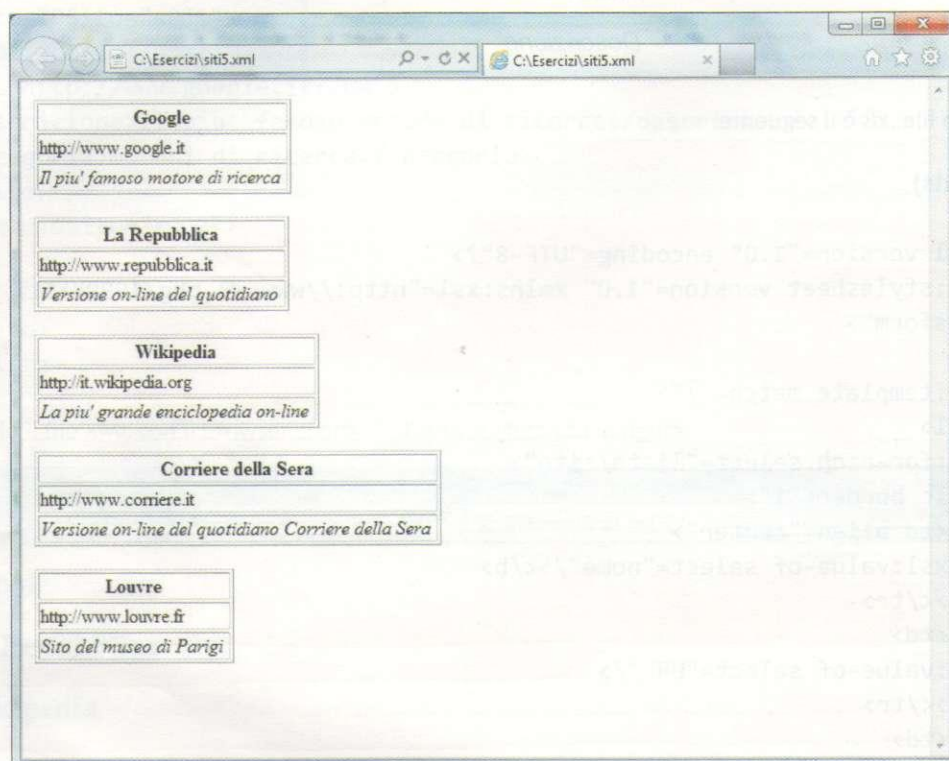 C:\Esercizi\siti5.xml
C:\Esercizi\siti5.xml
Google
http://www.google.it
Il piu' famoso motore di ricerca
La Repubblica
http://www.repubblica.it
Versione on-line del quotidiano
Wikipedia
http://it.wikipedia.org
La piu' grande enciclopedia on-line
Corriere della Sera
http://www.corriere.it
Versione on-line del quotidiano Corriere della Sera
Louvre
http://www.louvre.fr
Sito del museo di Parigi